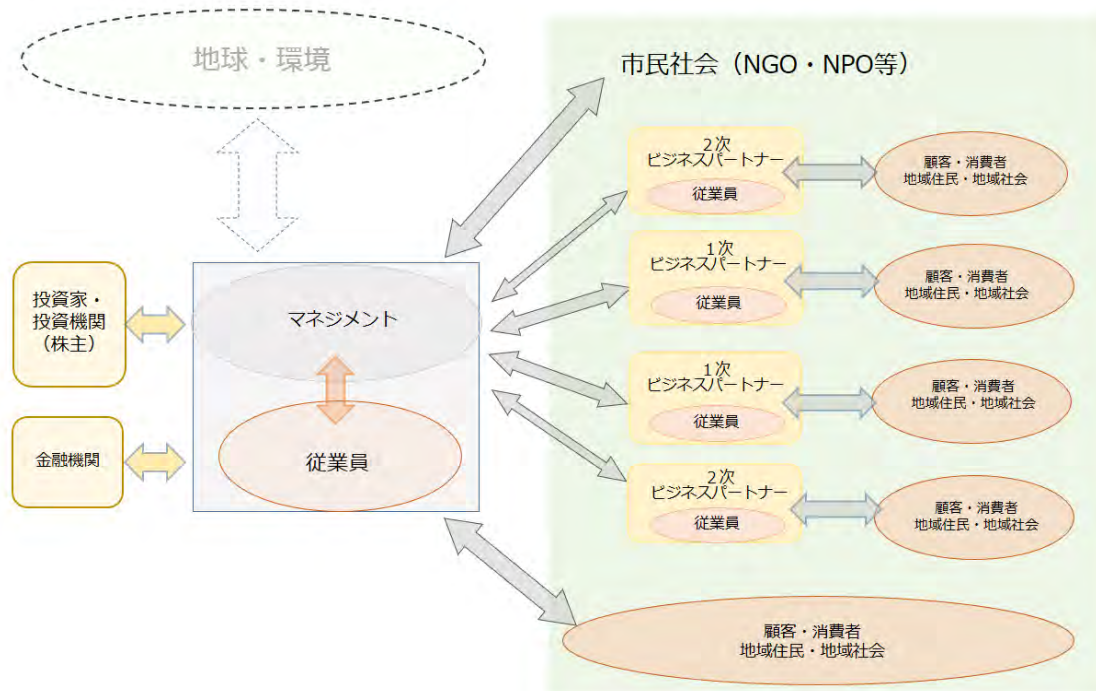 地球・環境
市民社会（NGO・NPO等）
投資家・
投資機関
（株主）
金融機関
マネジメント
従業員
２次
ビジネスパートナー
従業員
顧客・消費者
地域住民・地域社会
１次
ビジネスパートナー
従業員
顧客・消費者
地域住民・地域社会
１次
ビジネスパートナー
従業員
顧客・消費者
地域住民・地域社会
２次
ビジネスパートナー
従業員
顧客・消費者
地域住民・地域社会
顧客・消費者
地域住民・地域社会